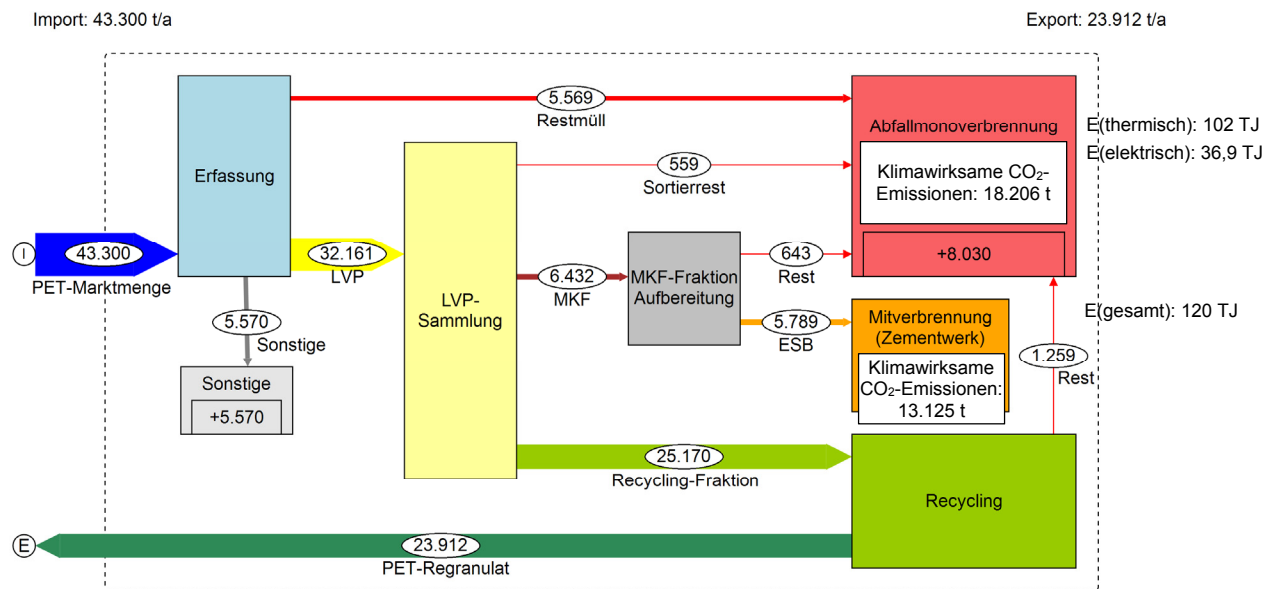 Import: 43.300 t/a
Export: 23.912 t/a
5.569
Restmüll
Abfallmonoverbrennung
E(thermisch): 102 TJ
E(elektrisch): 36,9 TJ
Erfassung
559
Sortierrest
Klimawirksame CO₂-
Emissionen: 18.206 t
I
43.300
PET-Marktmenge
32.161
LVP
LVP-
Sammlung
6.432
MKF
MKF-Fraktion
Aufbereitung
643
Rest
+8.030
5.570
Sonstige
5.789
ESB
Mitverbrennung
(Zementwerk)
E(gesamt): 120 TJ
Klimawirksame
CO₂-Emissionen:
13.125 t
1.259
Rest
Sonstige
+5.570
25.170
Recycling-Fraktion
Recycling
E
23.912
PET-Regranulat